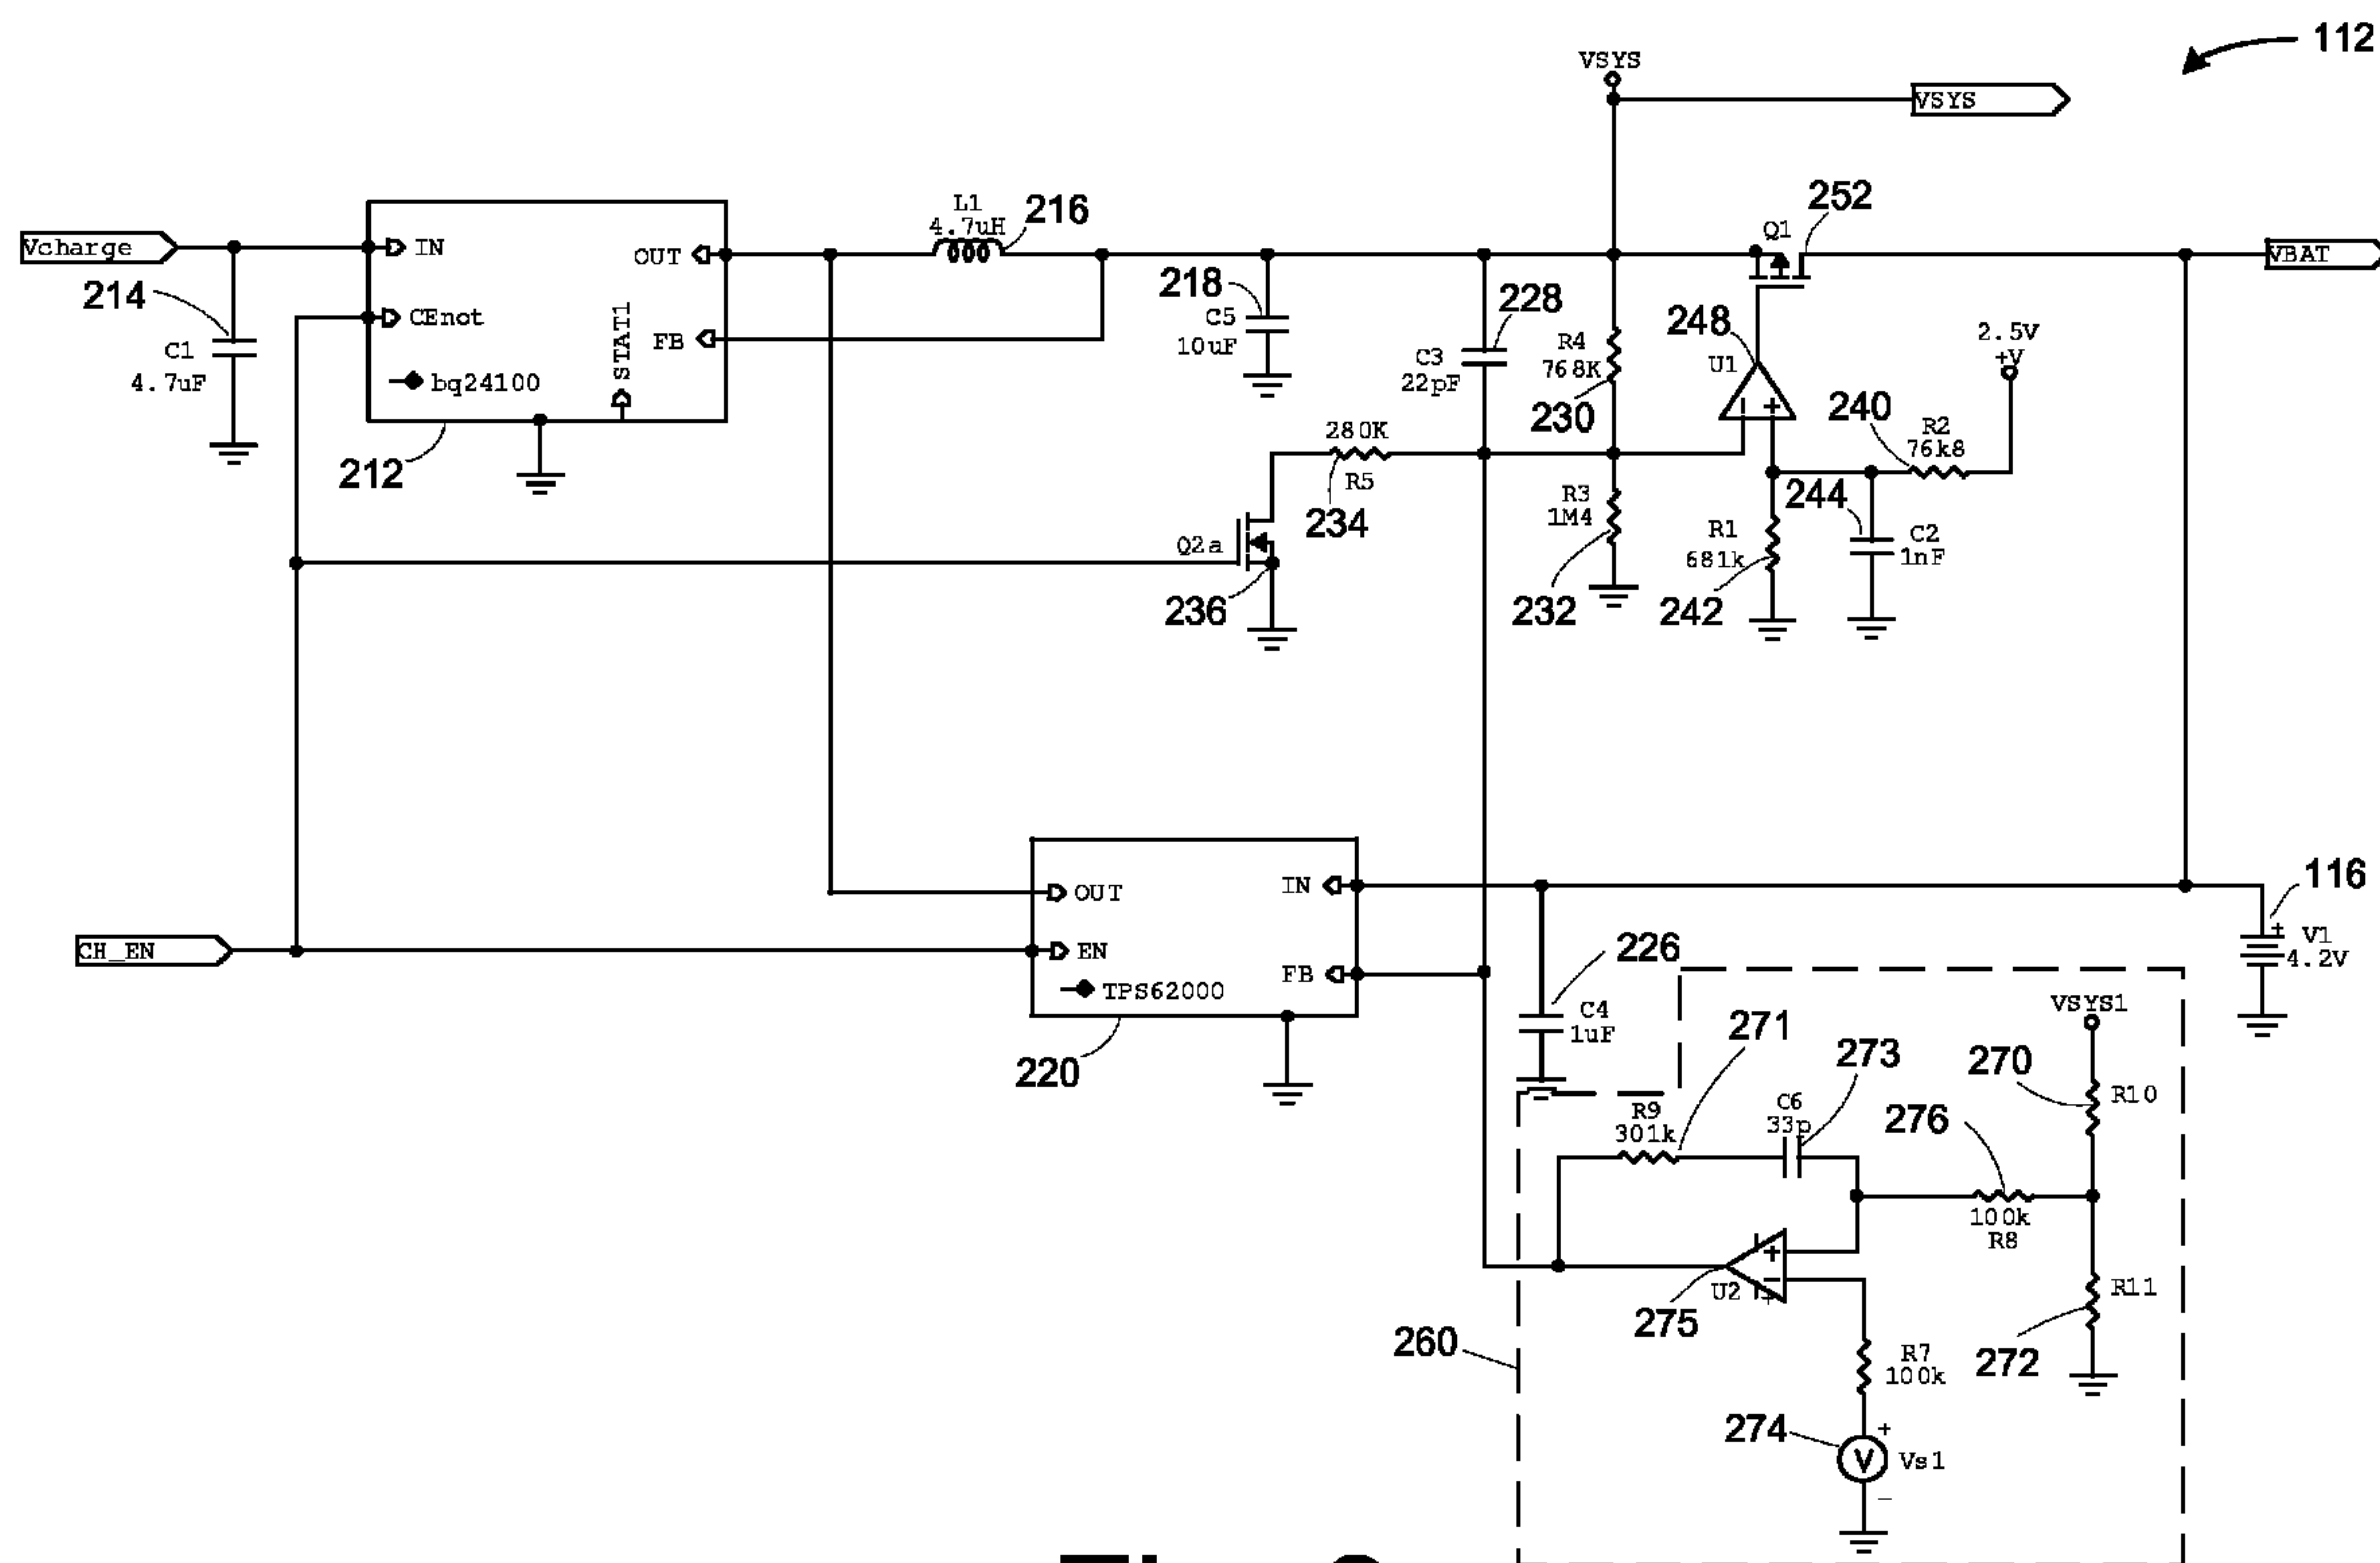 112
VSYS
VSYS
252
Q1
L1
4.7uH
216
Vcharge
IN
OUT
VBAT
214
218
C5
10uF
228
248
2.5V
+V
CEnot
STAT1
FB
C1
4.7uF
bq24100
C3
22pF
R4
768K
U1
230
240
R2
76k8
212
280K
R5
234
R3
1M4
244
R1
681k
C2
1nF
Q2a
236
232
242
OUT
IN
116
V1
4.2V
CH_EN
EN
FB
226
TPS62000
C4
1uF
VSYS1
220
271
273
270
R10
R9
301k
C6
33p
276
100k
R8
U2
275
R11
260
R7
100k
272
274
Vs1